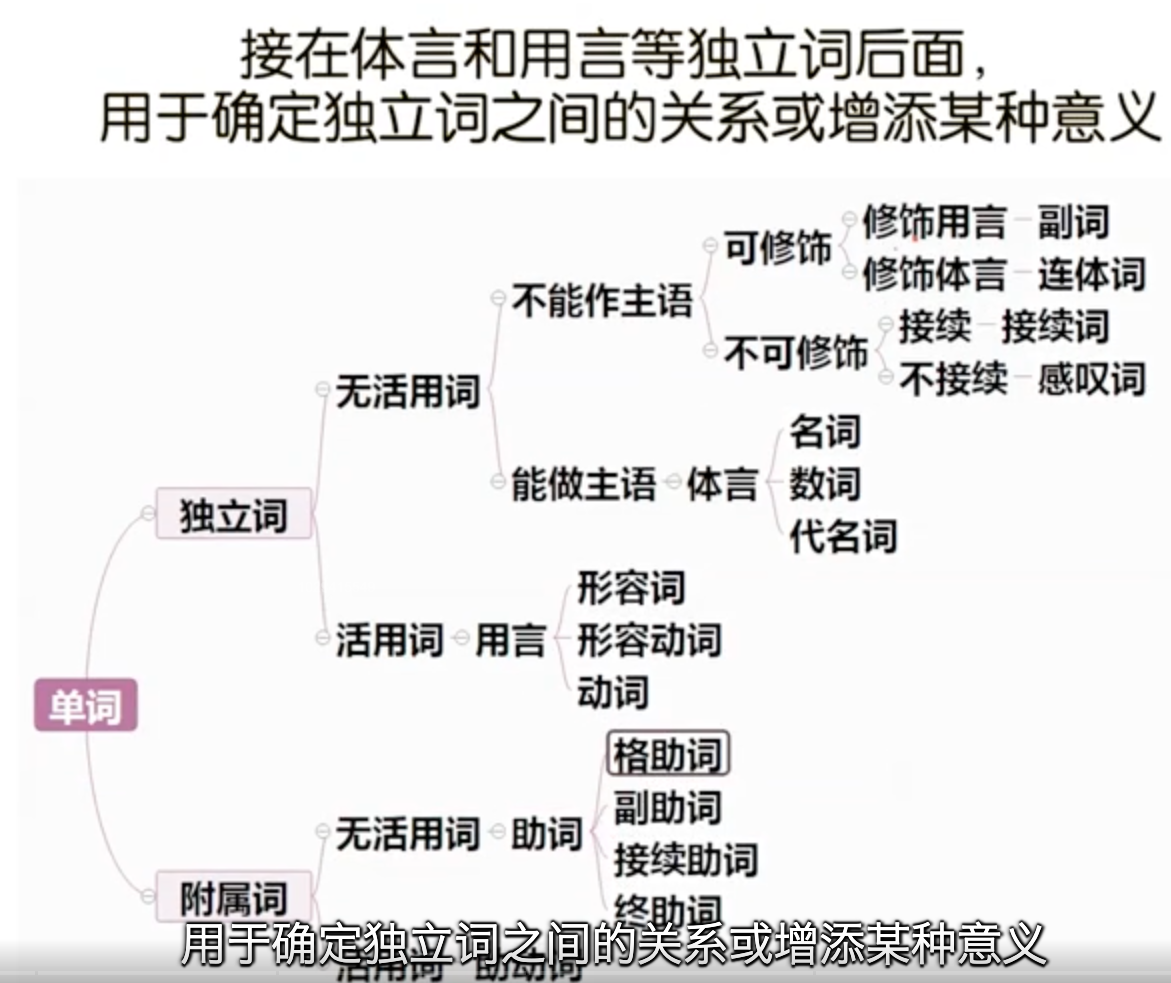 接在体言和用言等独立词后面，
用于确定独立词之间的关系或增添某种意义
修饰用言
副词
可修饰
修饰体言
连体词
不能作主语
接续
接续词
不可修饰
不接续
感叹词
无活用词
名词
能做主语
体言
数词
代名词
独立词
形容词
活用词
用言
形容动词
动词
单词
格助词
副助词
无活用词
助词
接续助词
终助词
附属词
用于确定独立词之间的关系或增添某种意义
活用词
助动词